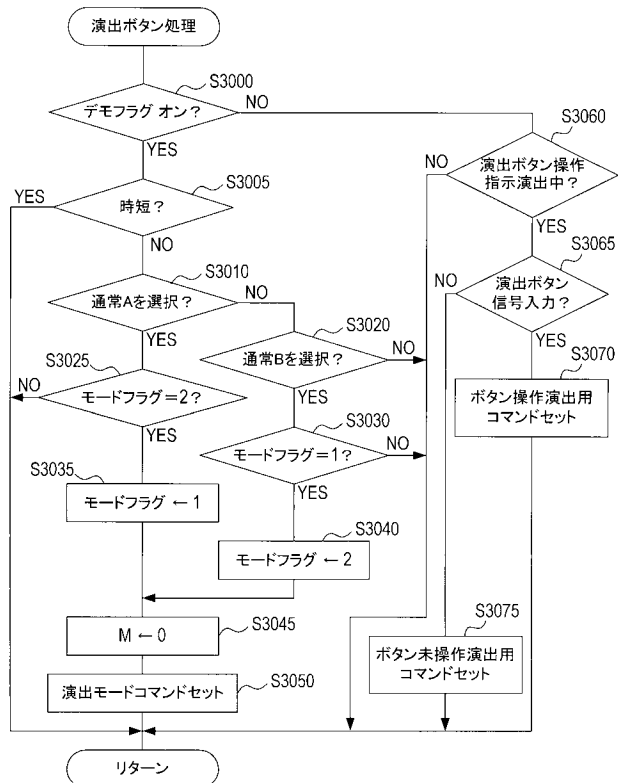 演出ボタン処理
S3000
デモフラグ オン?
NO
YES
S3060
演出ボタン操作
指示演出中?
NO
YES
S3005
時短?
YES
NO
S3065
演出ボタン
信号入力?
NO
YES
S3010
通常Aを選択?
NO
YES
S3020
通常Bを選択?
NO
YES
S3070
ボタン操作演出用
コマンドセット
S3025
モードフラグ=2?
NO
YES
S3030
モードフラグ=1?
NO
YES
S3035
モードフラグ ← 1
S3040
モードフラグ ← 2
S3045
M ← 0
S3075
ボタン未操作演出用
コマンドセット
S3050
演出モードコマンドセット
リターン